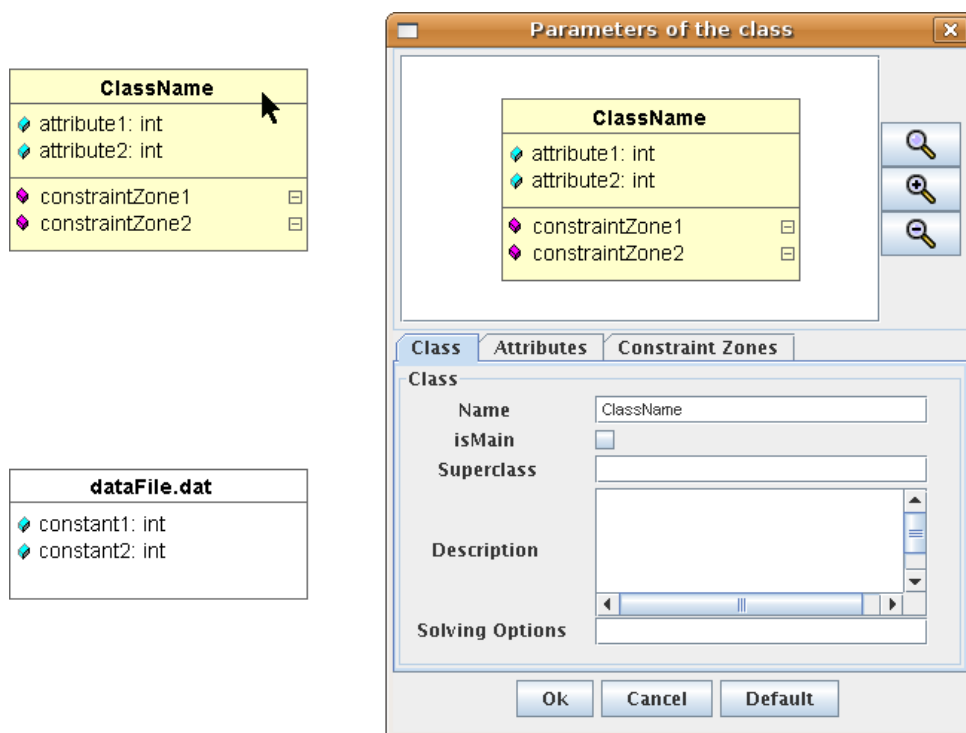 ClassName
attribute1: int
attribute2: int
constraintZone1
constraintZone2
dataFile.dat
constant1: int
constant2: int
Parameters of the class
ClassName
attribute1: int
attribute2: int
constraintZone1
constraintZone2
Class Attributes Constraint Zones
Class
Name ClassName
isMain
Superclass
Description
Solving Options
Ok Cancel Default